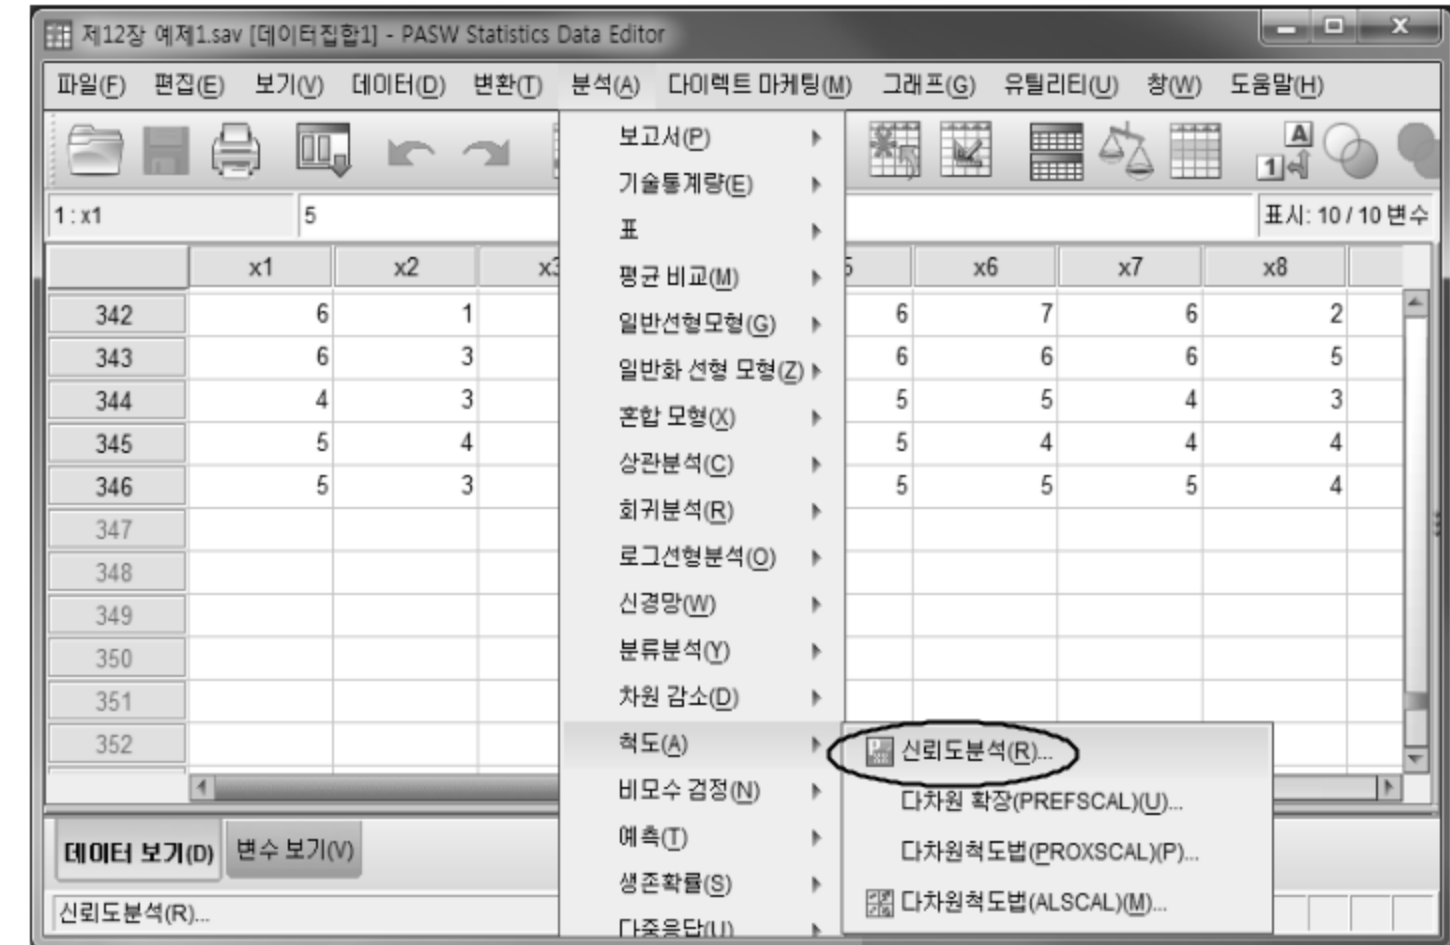 제12장 예제1.sav [데이터집합1] - PASW Statistics Data Editor
파일(F) 편집(E) 보기(V) 데이터(D) 변환(T) 분석(A) 다이렉트 마케팅(M) 그래프(G) 유틸리티(U) 창(W) 도움말(H)
A
1
1 : x1 5 표시: 10 / 10 변수
x1 x2 x6 x7 x8
342 6 1 6 7 6 2
343 6 3 6 6 6 5
344 4 3 5 5 4 3
345 5 4 5 4 4 4
346 5 3 5 5 5 4
347
348
349
350
351
352
보고서(P)
기술통계량(E)
표
평균 비교(M)
일반선형모형(G)
일반화 선형 모형(Z)
혼합 모형(X)
상관분석(C)
회귀분석(R)
로그선형분석(O)
신경망(W)
분류분석(Y)
차원 감소(D)
척도(A)
비모수 검정(N)
예측(T)
생존확률(S)
다중응답(U)
신뢰도분석(R)...
다차원 확장(PREFSCAL)(U)...
다차원척도법(PROXSCAL)(P)...
다차원척도법(ALSCAL)(M)...
데이터 보기(D) 변수 보기(V)
신뢰도분석(R)...